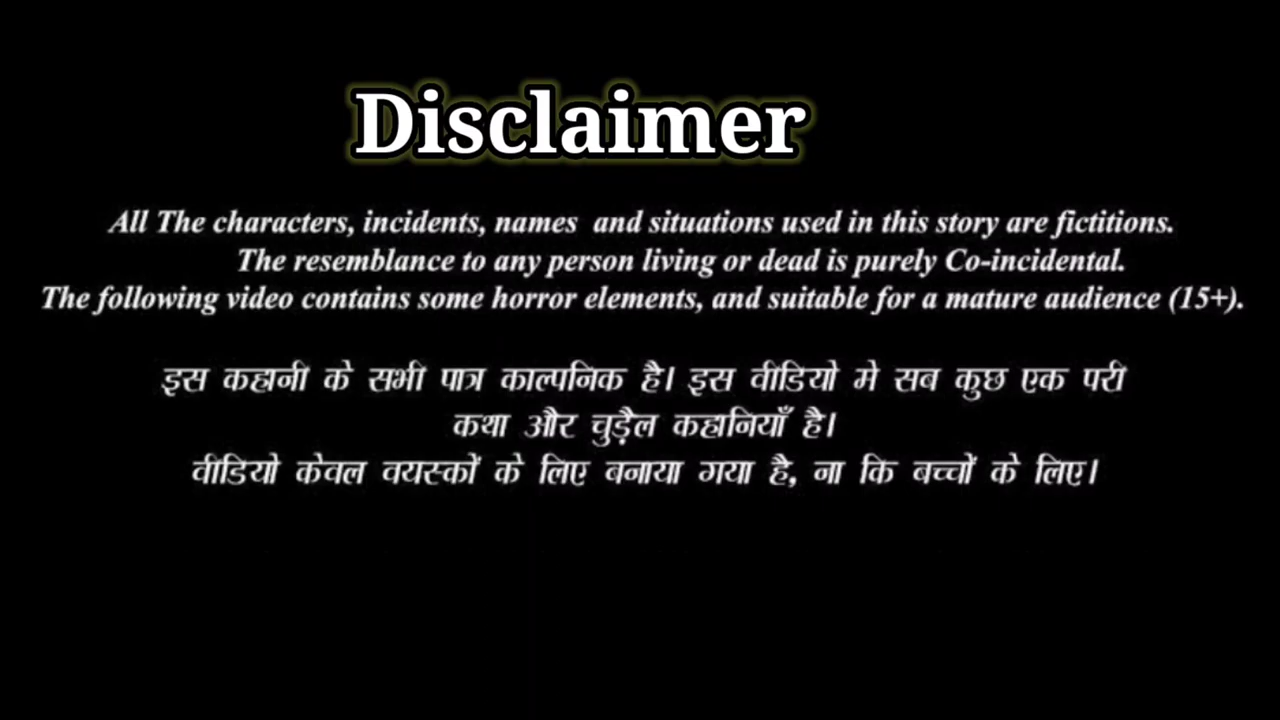 Disclaimer
All The characters, incidents, names and situations used in this story are fictitions.
The resemblance to any person living or dead is purely Co-incidental.
The following video contains some horror elements, and suitable for a mature audience (15+).
इस कहानी के सभी पात्र काल्पनिक है। इस वीडियो मे सब कुछ एक परी
कथा और चुड़ैल कहानियाँ है।
वीडियो केवल वयस्कों के लिए बनाया गया है, ना कि बच्चों के लिए।